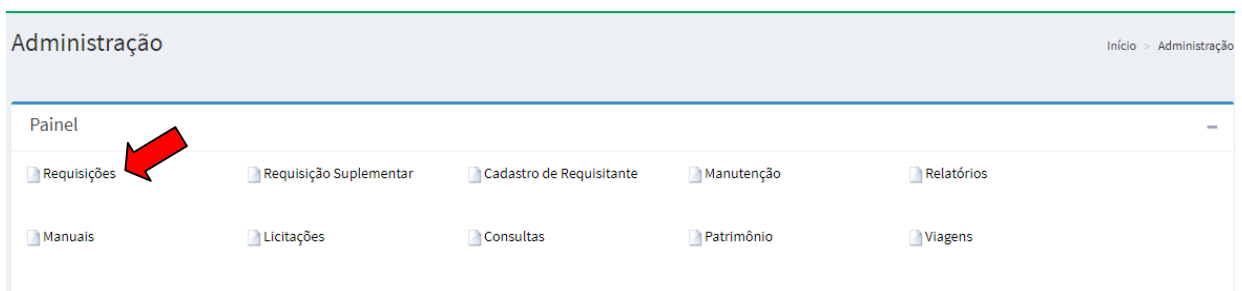 Administração
Início > Administração
Painel
Requisições Requisição Suplementar Cadastro de Requisitante Manutenção Relatórios
Manuais Licitações Consultas Patrimônio Viagens